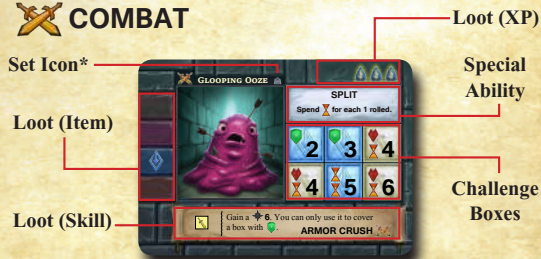 COMBAT
Loot (XP)
Set Icon*
GLOOPING OOZE
Special
Ability
SPLIT
Spend for each 1 rolled.
Loot (Item)
2 3 4
4 5 6
Challenge
Boxes
Loot (Skill)
Gain a 6. You can only use it to cover
a box with .
ARMOR CRUSH